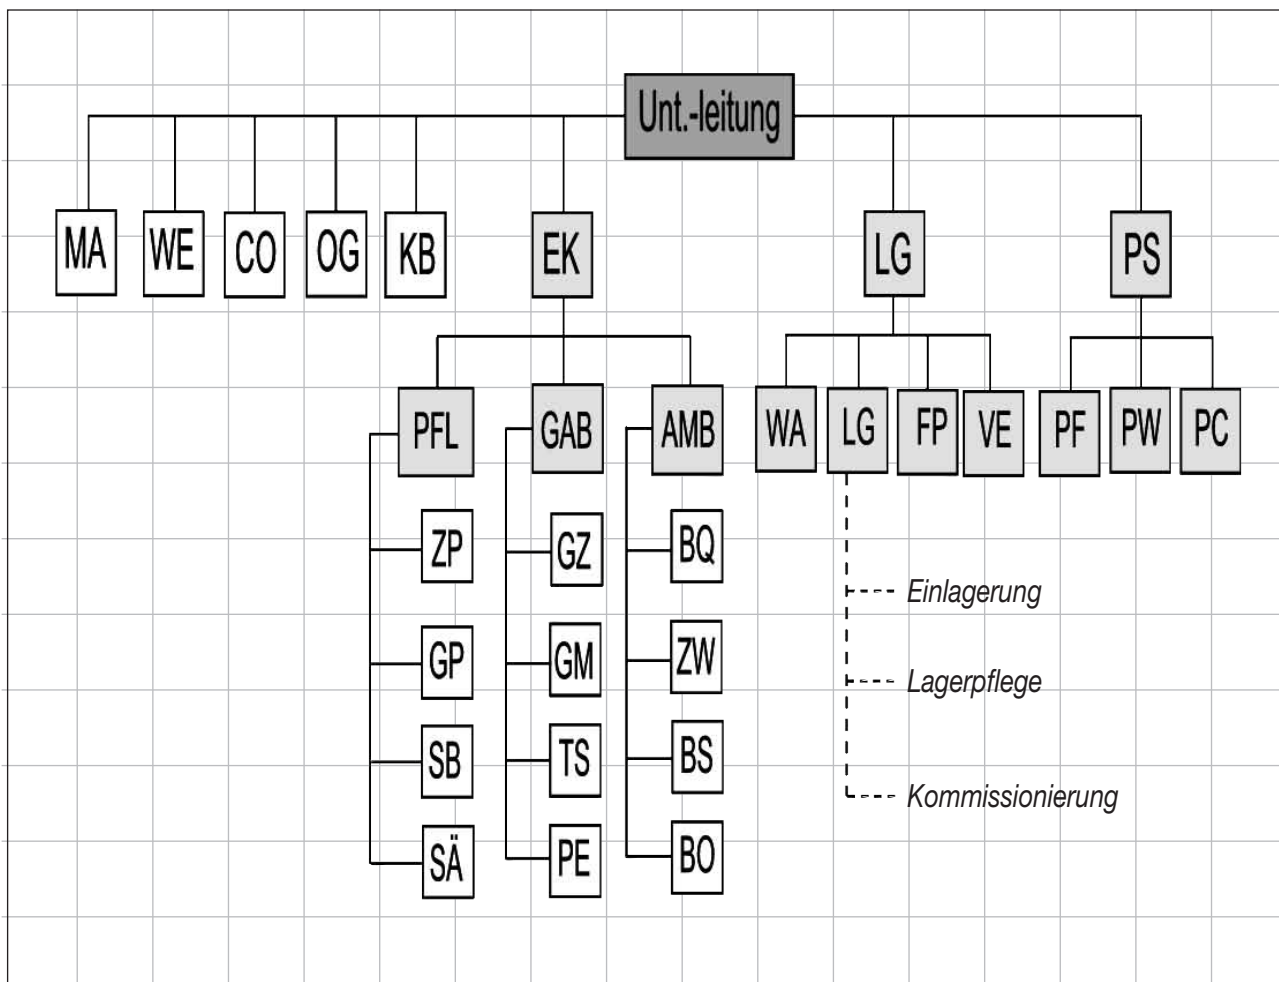 Unt.-leitung
MA WE CO OG KB EK LG PS
PFL GAB AMB WA LG FP VE PF PW PC
ZP GZ BQ
Einlagerung
GP GM ZW
Lagerpflege
SB TS BS
Kommissionierung
SÄ PE BO